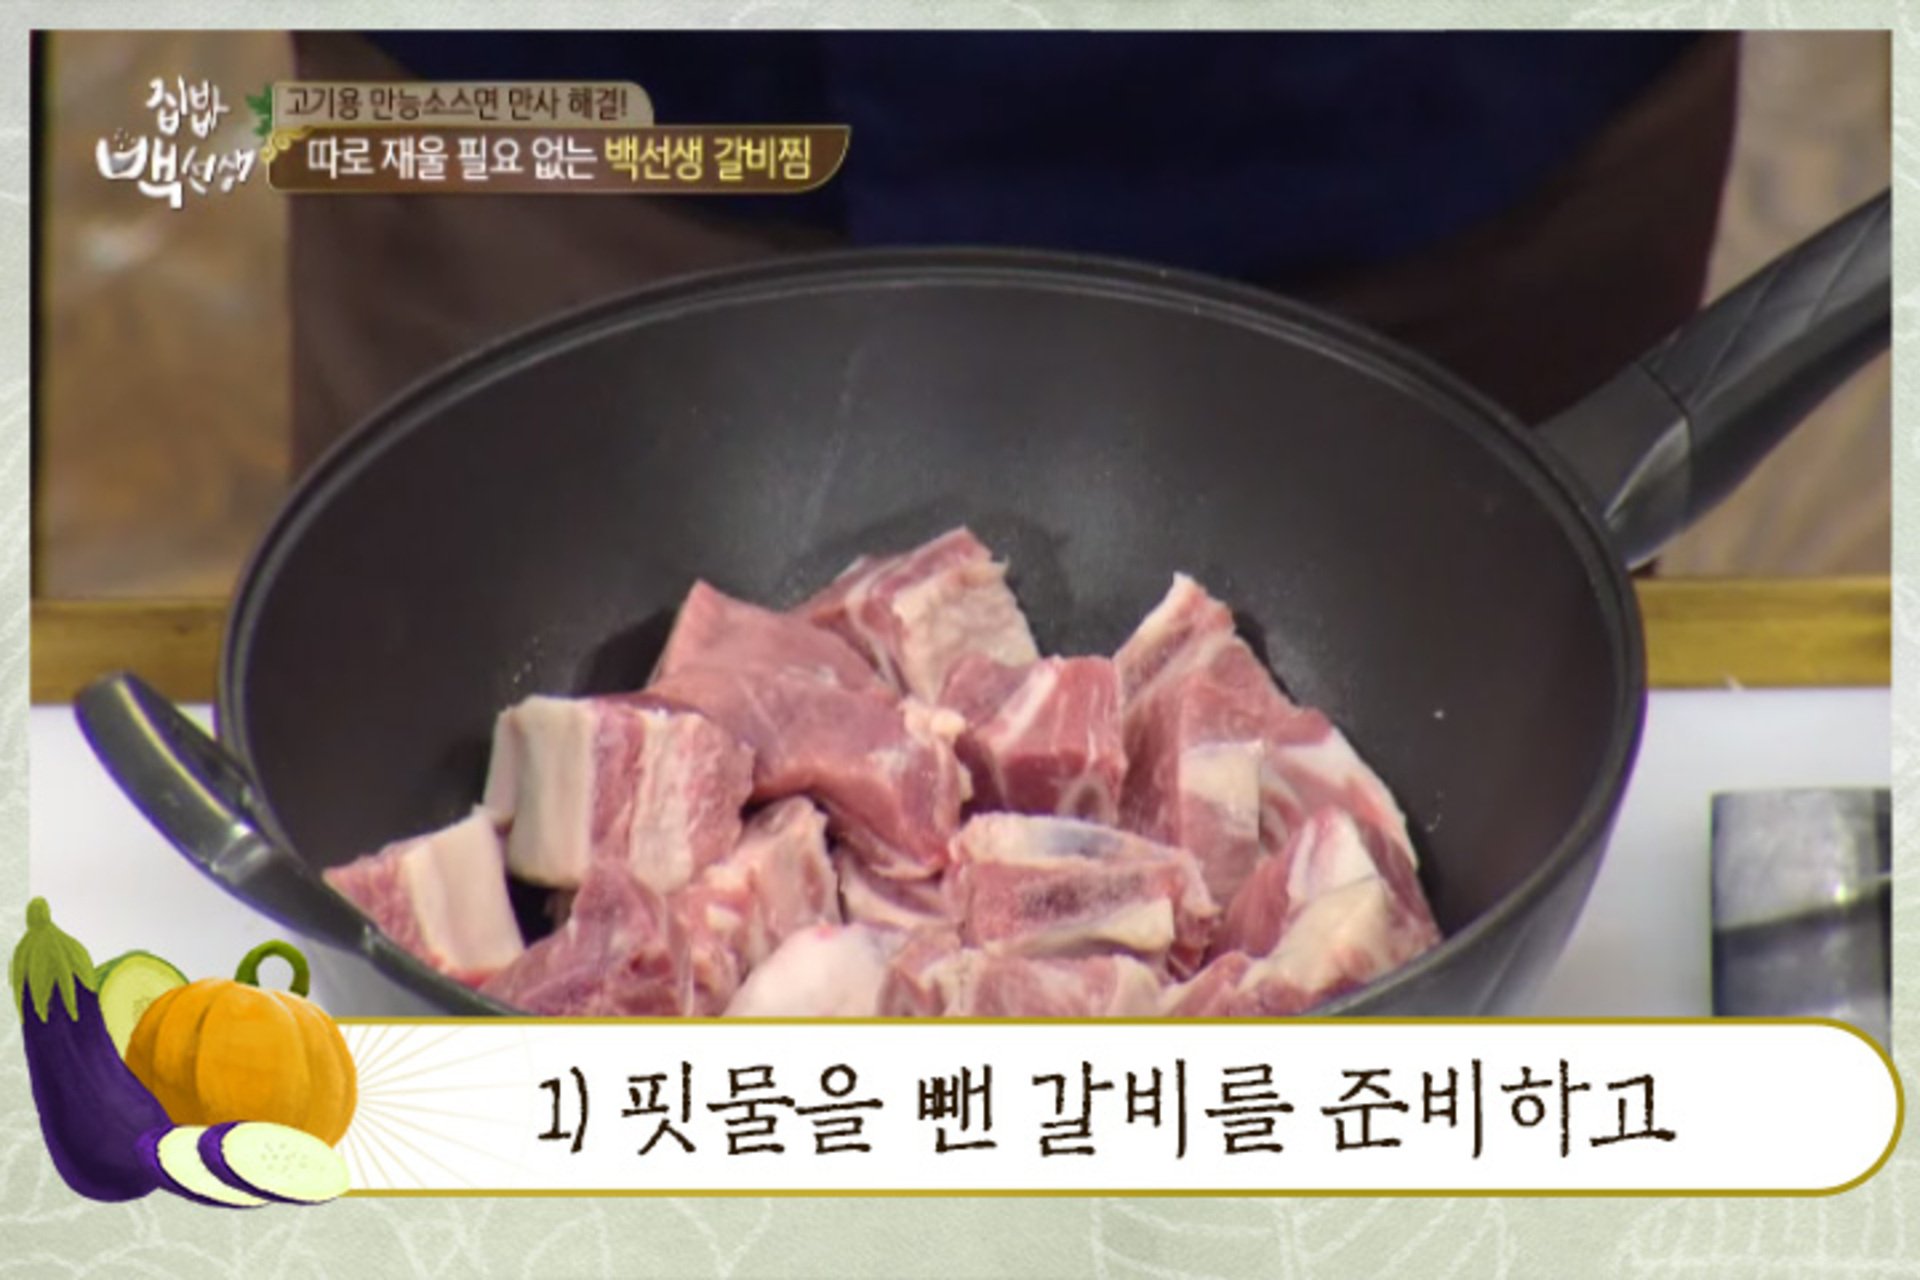 집밥
백선생
고기용 만능소스면 만사 해결!
따로 재울 필요 없는 백선생 갈비찜
1) 핏물을 뺀 갈비를 준비하고